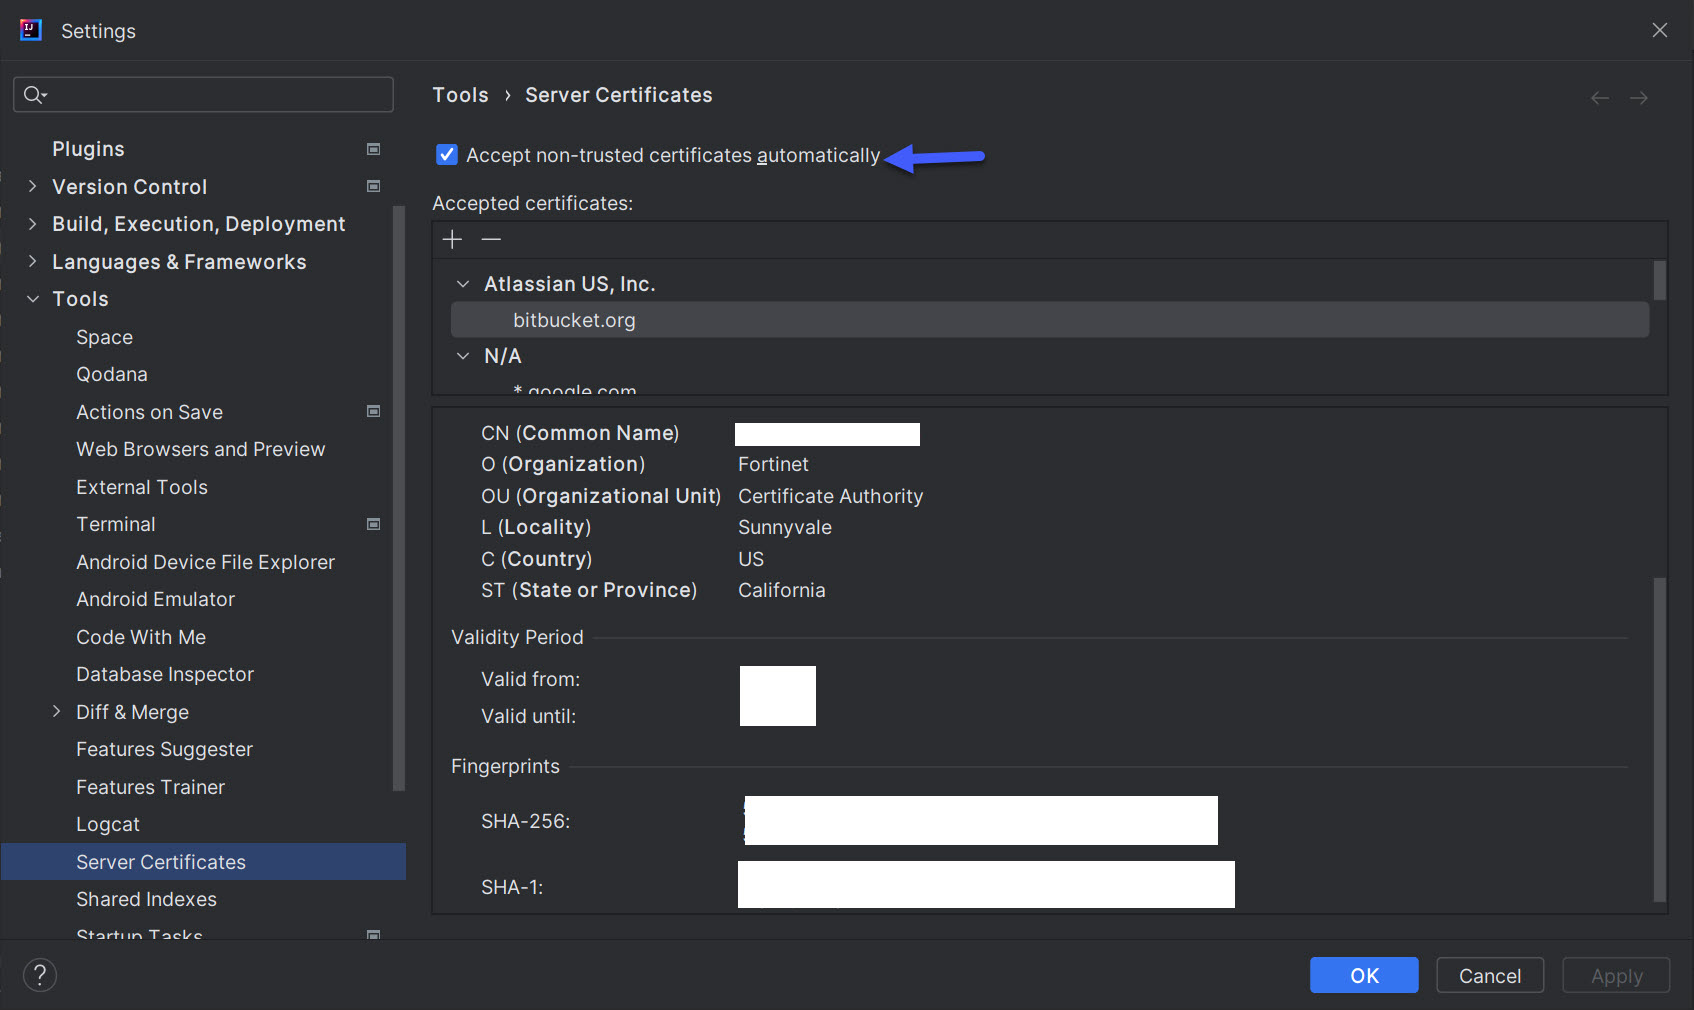 IJ
Settings
Tools › Server Certificates
Plugins
Version Control
Build, Execution, Deployment
Languages & Frameworks
Tools
Space
Qodana
Actions on Save
Web Browsers and Preview
External Tools
Terminal
Android Device File Explorer
Android Emulator
Code With Me
Database Inspector
Diff & Merge
Features Suggester
Features Trainer
Logcat
Server Certificates
Shared Indexes
Startup Tasks
Accept non-trusted certificates automatically
Accepted certificates:
Atlassian US, Inc.
bitbucket.org
N/A
*.google.com
CN (Common Name)
O (Organization) Fortinet
OU (Organizational Unit) Certificate Authority
L (Locality) Sunnyvale
C (Country) US
ST (State or Province) California
Validity Period
Valid from:
Valid until:
Fingerprints
SHA-256:
SHA-1:
?
OK
Cancel
Apply